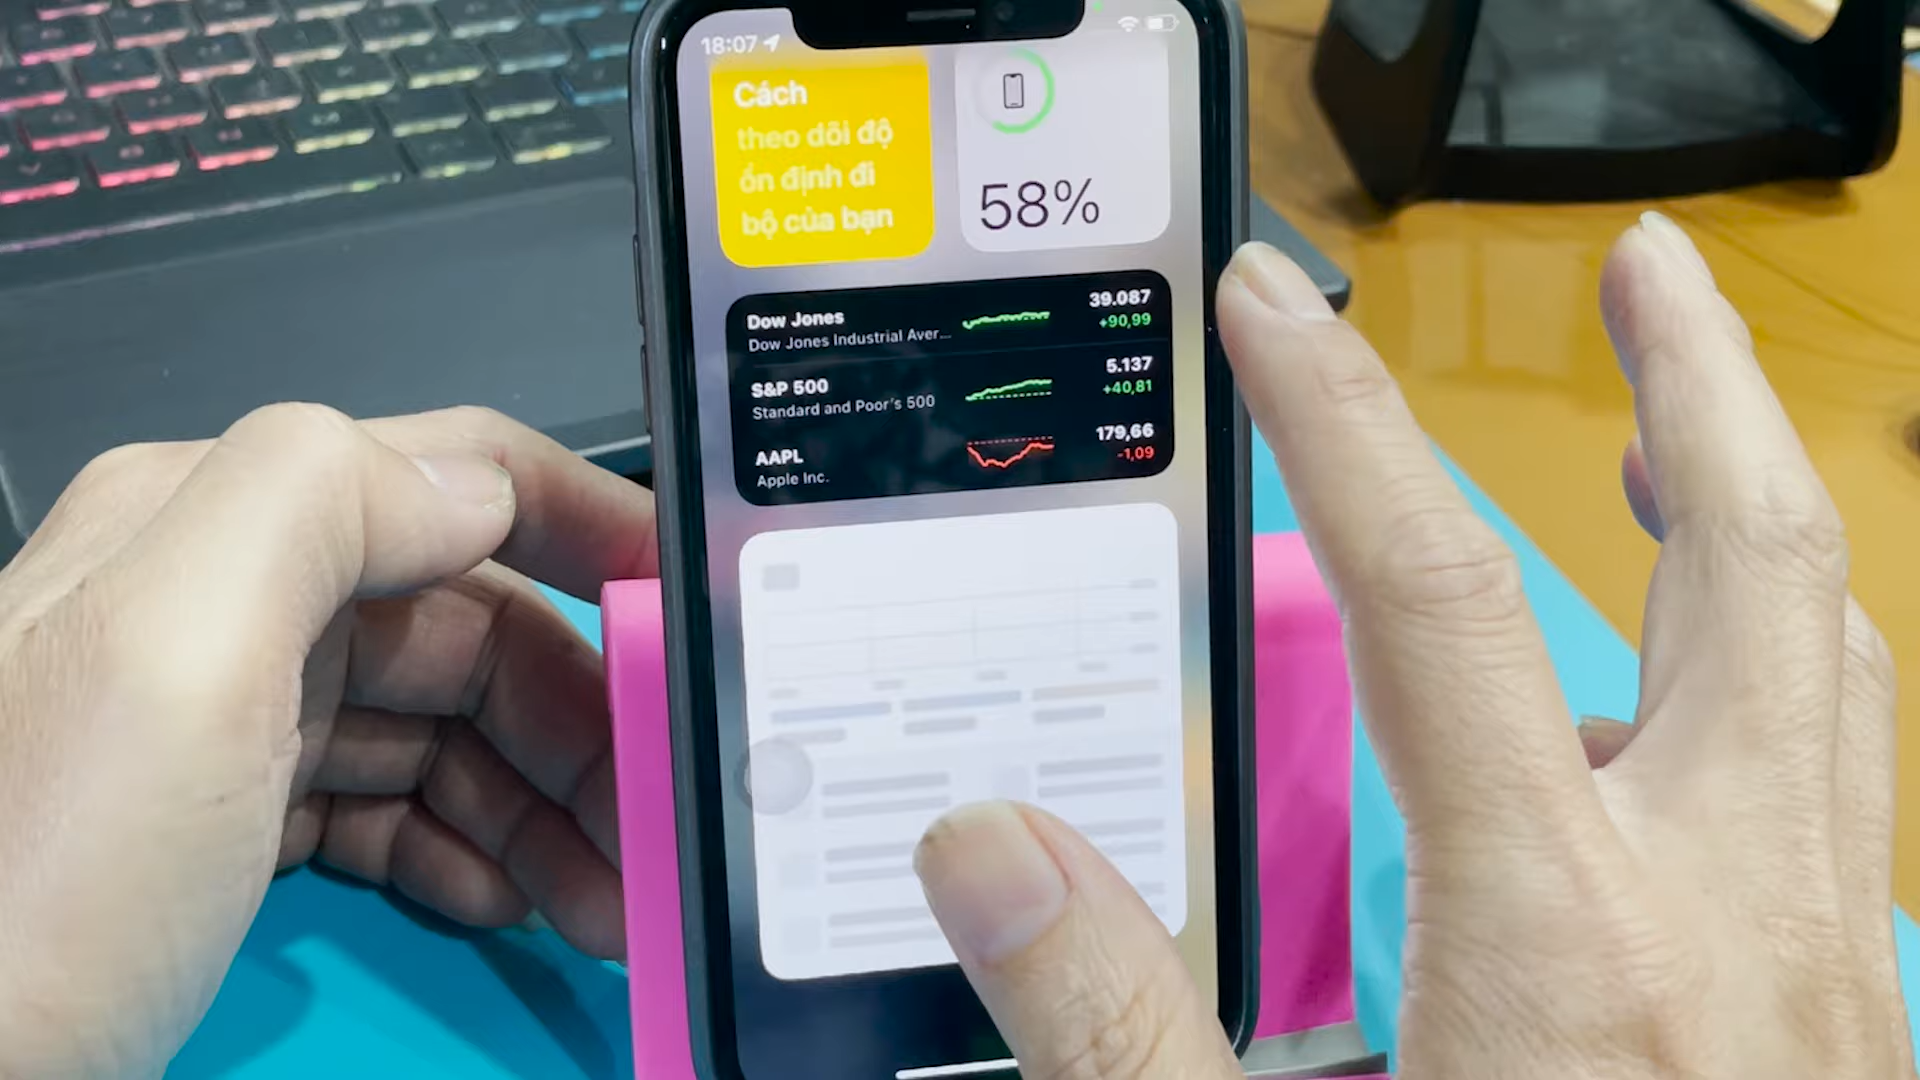 18:07
Cách
theo dõi độ
ổn định đi
bộ của bạn
58%
Dow Jones
Dow Jones Industrial Aver...
39.087
+90,99
S&P 500
Standard and Poor's 500
5.137
+40,81
AAPL
Apple Inc.
179,66
-1,09